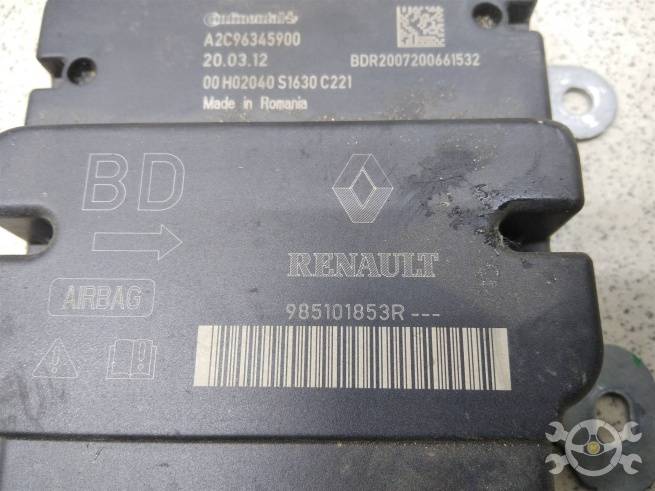 Continental
A2C96345900
20.03.12 BDR2007200661532
00 H02040 S1630 C221
Made in Romania
BD
RENAULT
AIRBAG
985101853R ---